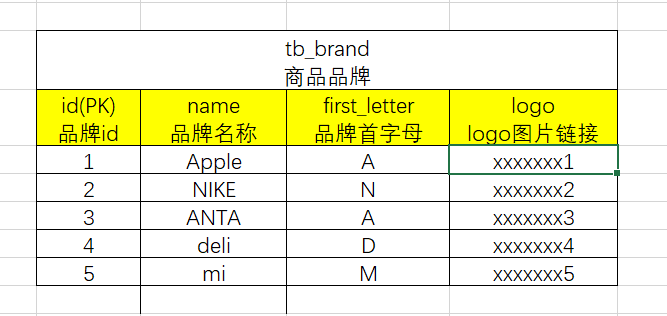 tb_brand
商品品牌
id(PK) name first_letter logo
品牌id 品牌名称 品牌首字母 logo图片链接
1 Apple A xxxxxxx1
2 NIKE N xxxxxxx2
3 ANTA A xxxxxxx3
4 deli D xxxxxxx4
5 mi M xxxxxxx5